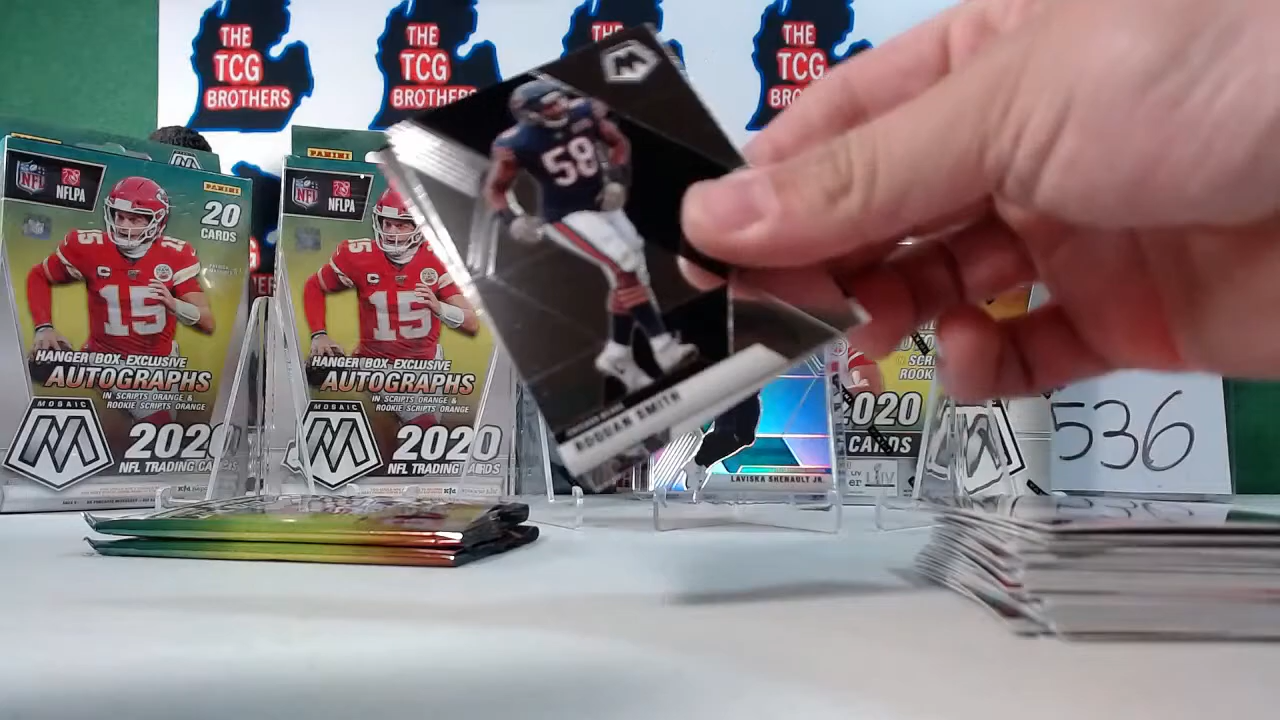 THE
TCG
BROTHERS
THE
TCG
BROTHERS
THE
TCG
THE
TCG
BROTHERS
NFL
NFLPA
PANINI
20
CARDS
15
HANGER BOX EXCLUSIVE
AUTOGRAPHS
IN SCRIPTS ORANGE &
ROOKIE SCRIPTS ORANGE
MOSAIC
2020
NFL TRADING CARDS
PANINI
NFL
NFLPA
15
HANGER BOX EXCLUSIVE
AUTOGRAPHS
IN SCRIPTS ORANGE &
ROOKIE SCRIPTS ORANGE
MOSAIC
2020
NFL TRADING CARDS
58
ROQUAN SMITH
LAVISKA SHENAULT JR.
2020
CARDS
LIV
536